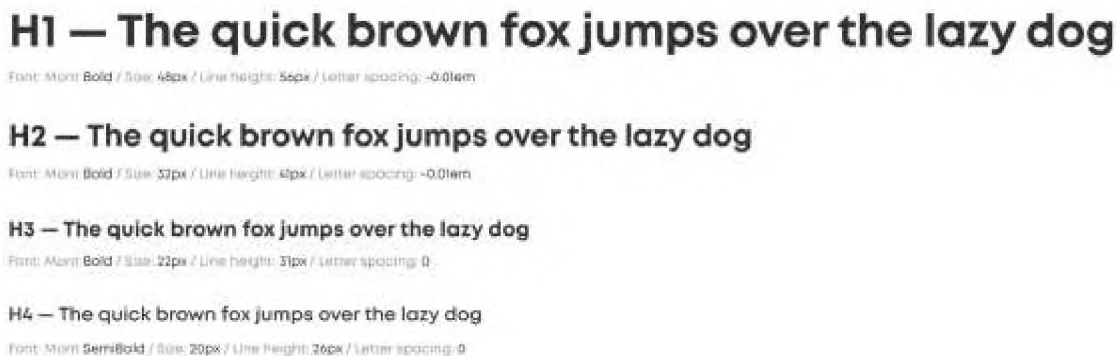 H1 — The quick brown fox jumps over the lazy dog
Font: Mont Bold / Size: 48px / Line height: 56px / Letter spacing: -0.01em
H2 — The quick brown fox jumps over the lazy dog
Font: Mont Bold / Size: 32px / Line height: 41px / Letter spacing: -0.01em
H3 — The quick brown fox jumps over the lazy dog
Font: Mont Bold / Size: 22px / Line height: 31px / Letter spacing: 0
H4 — The quick brown fox jumps over the lazy dog
Font: Mont SemiBold / Size: 20px / Line height: 26px / Letter spacing: 0